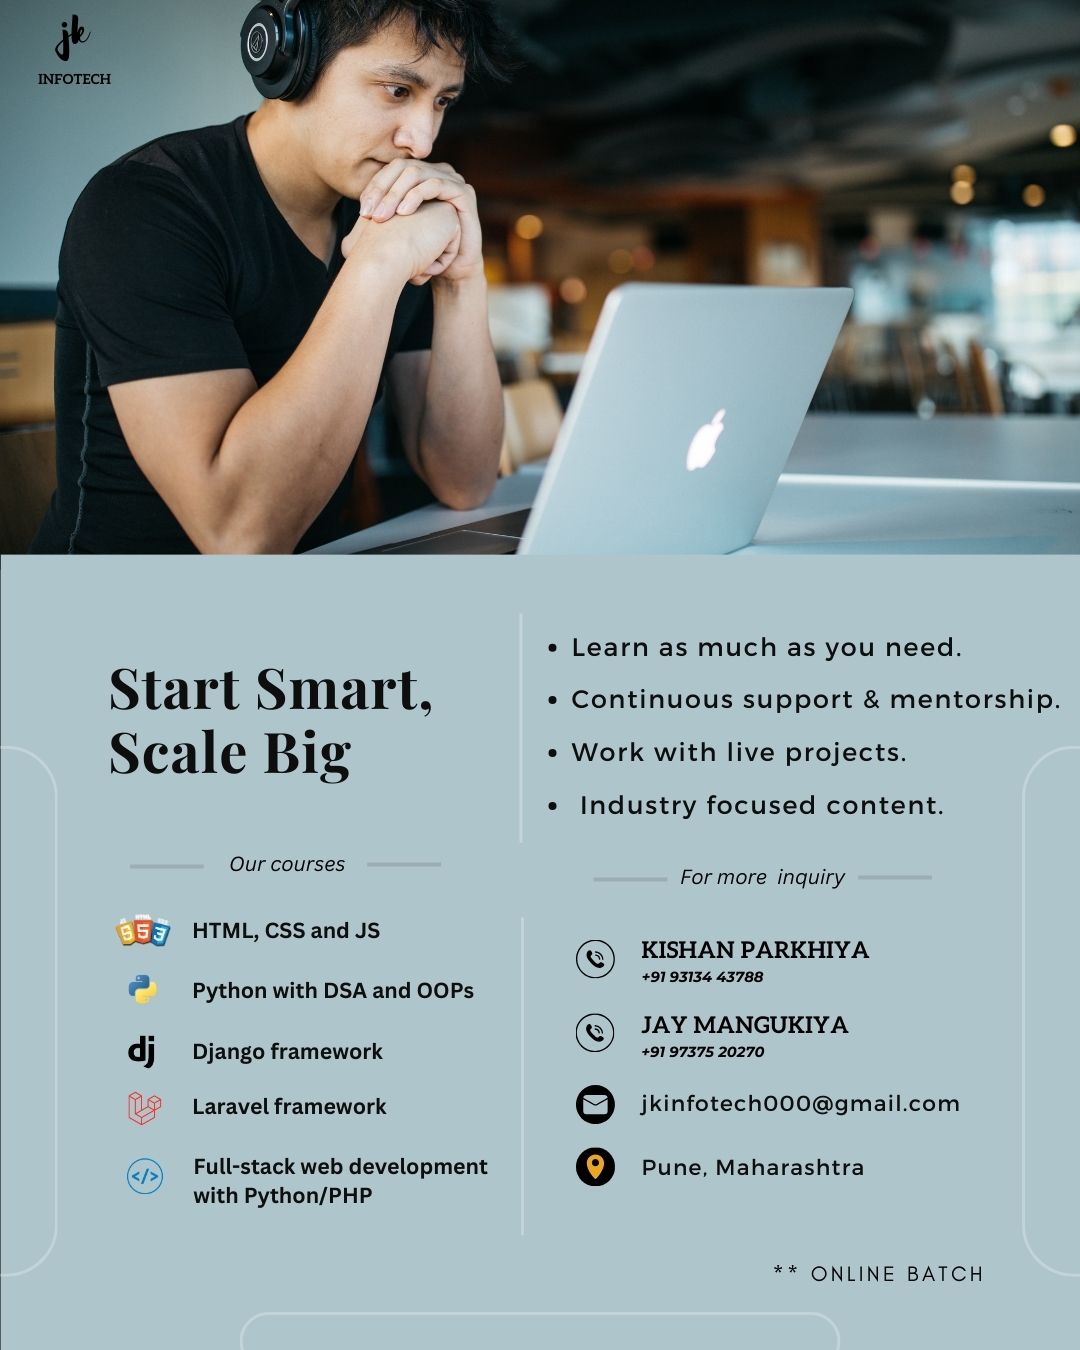 jk
INFOTECH
Start Smart,
Scale Big
Learn as much as you need.
Continuous support & mentorship.
Work with live projects.
Industry focused content.
Our courses
HTML, CSS and JS
Python with DSA and OOPs
dj
Django framework
Laravel framework
</>
Full-stack web development
with Python/PHP
For more inquiry
KISHAN PARKHIYA
+91 93134 43788
JAY MANGUKIYA
+91 97375 20270
jkinfotech000@gmail.com
Pune, Maharashtra
** ONLINE BATCH